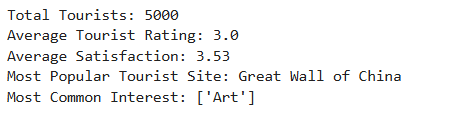 Total Tourists: 5000
Average Tourist Rating: 3.0
Average Satisfaction: 3.53
Most Popular Tourist Site: Great Wall of China
Most Common Interest: ['Art']